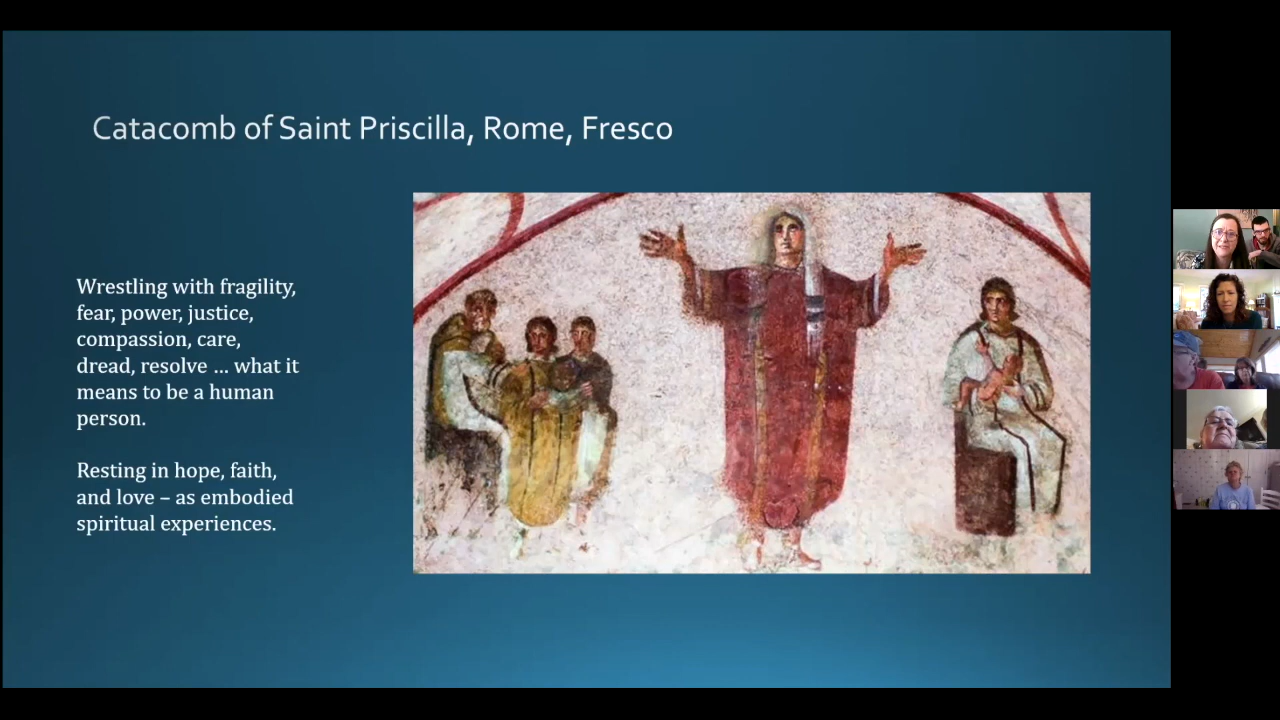 Catacomb of Saint Priscilla, Rome, Fresco
Wrestling with fragility,
fear, power, justice,
compassion, care,
dread, resolve ... what it
means to be a human
person.
Resting in hope, faith,
and love – as embodied
spiritual experiences.